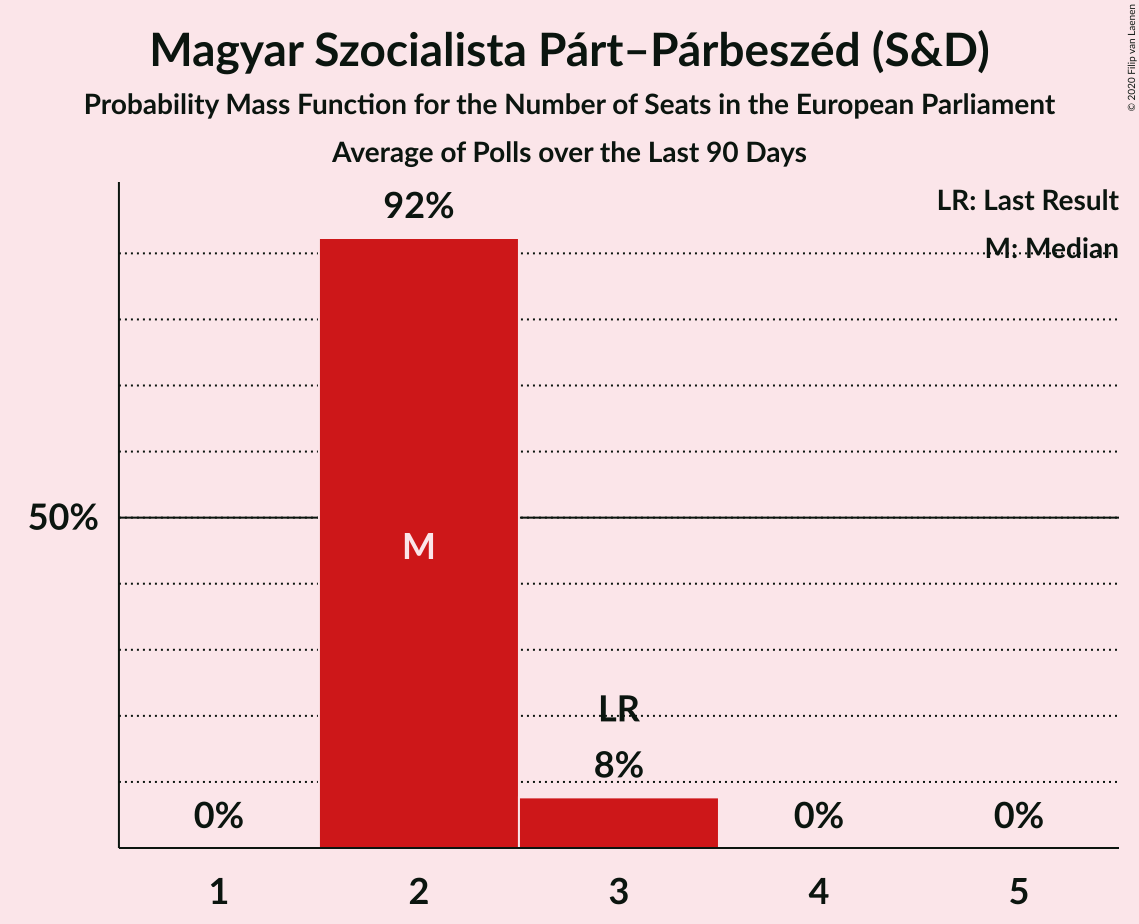 Magyar Szocialista Párt–Párbeszéd (S&D)
Probability Mass Function for the Number of Seats in the European Parliament
Average of Polls over the Last 90 Days
© 2020 Filip van Laenen
LR: Last Result
M: Median
92%
50%
M
LR
8%
0%
0%
0%
1
2
3
4
5